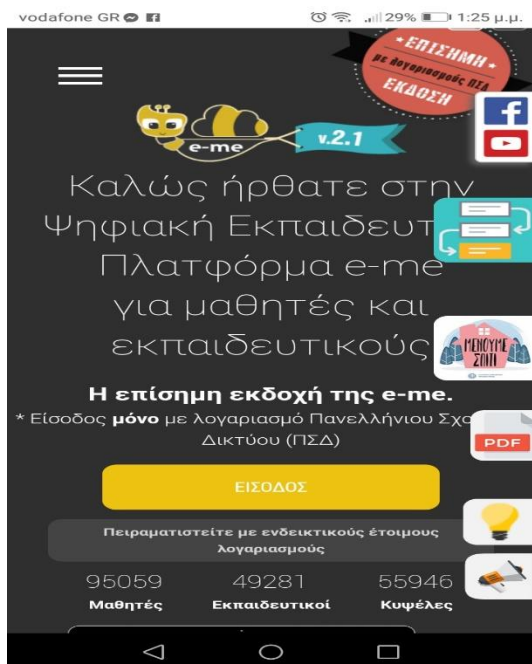 vodafone GR 29% 1:25 μ.μ.
• ΕΠΙΣΗΜΗ •
με λογαριασμούς ΠΣΔ
ΕΚΔΟΣΗ
e-me
v.2.1
Καλώς ήρθατε στην
Ψηφιακή Εκπαιδευτ
Πλατφόρμα e-me
για μαθητές και
εκπαιδευτικούς
ΜΕΝΟΥΜΕ
ΣΠΙΤΙ
Η επίσημη εκδοχή της e-me.
* Είσοδος μόνο με λογαριασμό Πανελλήνιου Σχο
Δικτύου (ΠΣΔ)
PDF
ΕΙΣΟΔΟΣ
Πειραματιστείτε με ενδεικτικούς έτοιμους
λογαριασμούς
95059 49281 55946
Μαθητές Εκπαιδευτικοί Κυψέλες